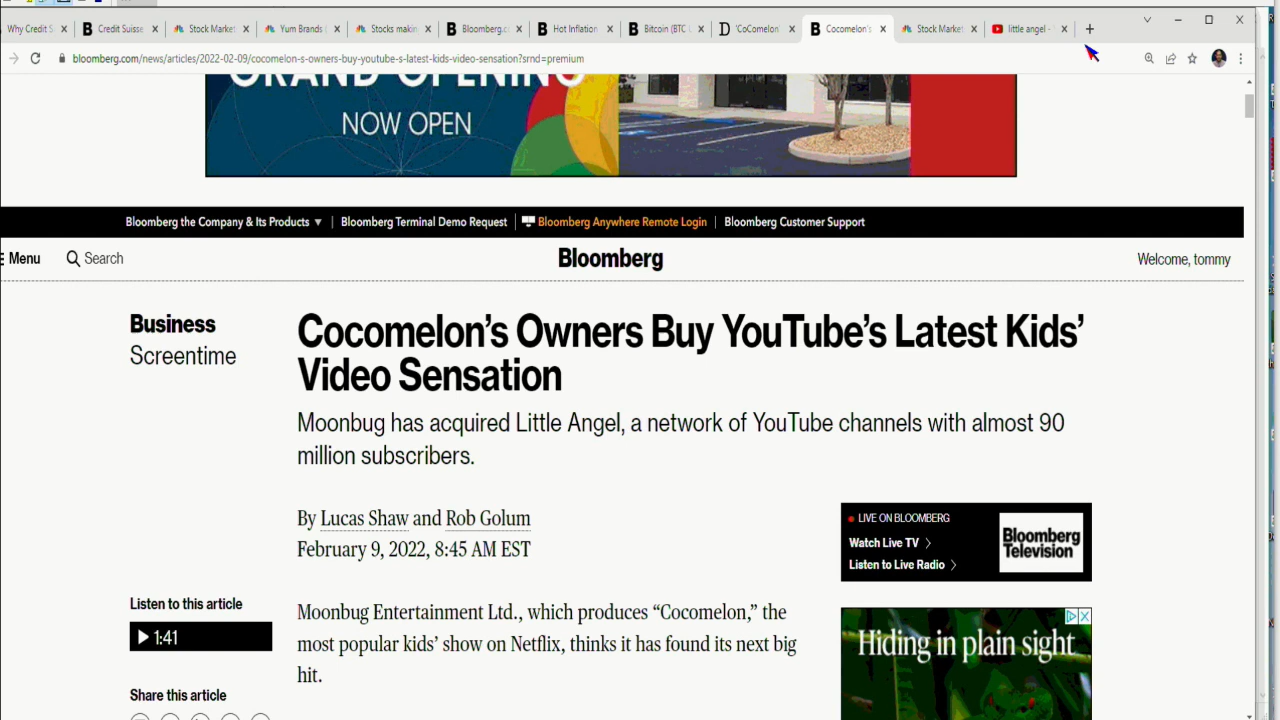 Why Credit S
Credit Suisse
Stock Market
Yum Brands (
Stocks makin
Bloomberg.c
Hot Inflation
Bitcoin (BTC
'CoComelon'
Cocomelon's
Stock Market
little angel -
bloomberg.com/news/articles/2022-02-09/cocomelon-s-owners-buy-youtube-s-latest-kids-video-sensation?srnd=premium
GRAND OPENING
NOW OPEN
Bloomberg the Company & Its Products ▼ | Bloomberg Terminal Demo Request | Bloomberg Anywhere Remote Login | Bloomberg Customer Support
Menu
Search
Bloomberg
Welcome, tommy
Business
Screentime
Cocomelon's Owners Buy YouTube's Latest Kids'
Video Sensation
Moonbug has acquired Little Angel, a network of YouTube channels with almost 90
million subscribers.
By Lucas Shaw and Rob Golum
February 9, 2022, 8:45 AM EST
LIVE ON BLOOMBERG
Watch Live TV
Listen to Live Radio
Bloomberg
Television
Listen to this article
1:41
Share this article
Moonbug Entertainment Ltd., which produces “Cocomelon,” the
most popular kids’ show on Netflix, thinks it has found its next big
hit.
Hiding in plain sight